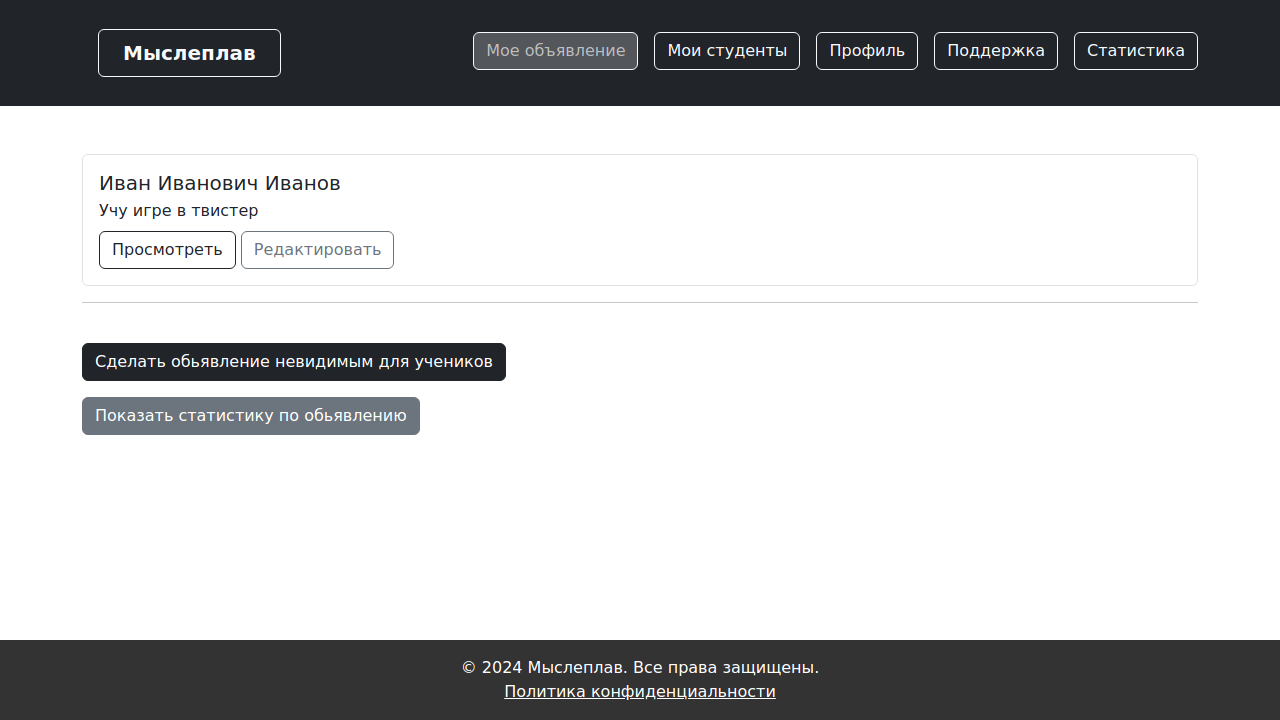 Мыслеплав
Мое объявление
Мои студенты
Профиль
Поддержка
Статистика
Иван Иванович Иванов
Учу игре в твистер
Просмотреть
Редактировать
Сделать обьявление невидимым для учеников
Показать статистику по обьявлению
© 2024 Мыслеплав. Все права защищены.
Политика конфиденциальности